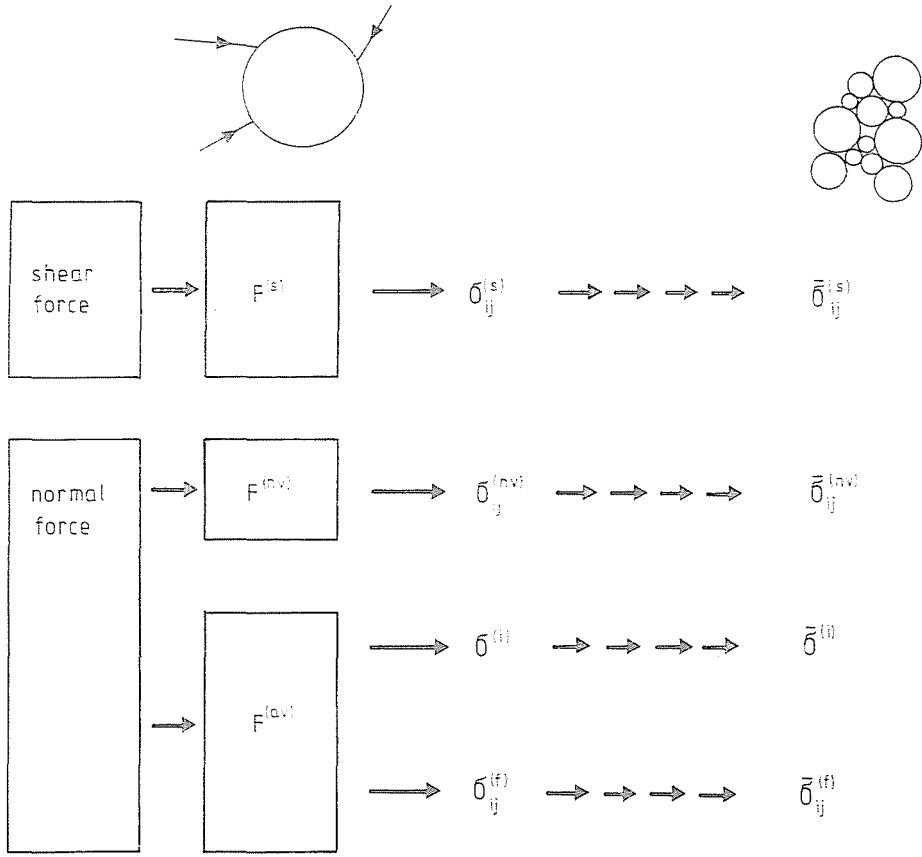 shear
force
F^(s)
σ_ij^(s)
σ̄_ij^(s)
normal
force
F^(nv)
σ_ij^(nv)
σ̄_ij^(nv)
F^(av)
σ^(i)
σ̄^(i)
σ_ij^(f)
σ̄_ij^(f)